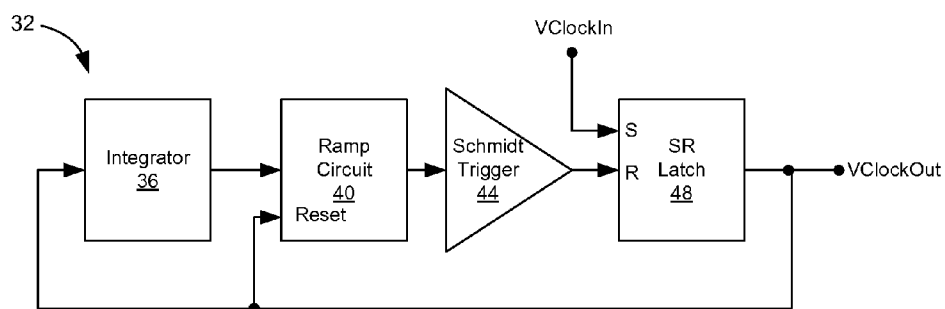 32
VClockIn
Integrator
36
Ramp
Circuit
40
Reset
Schmidt
Trigger
44
S
R
SR
Latch
48
VClockOut